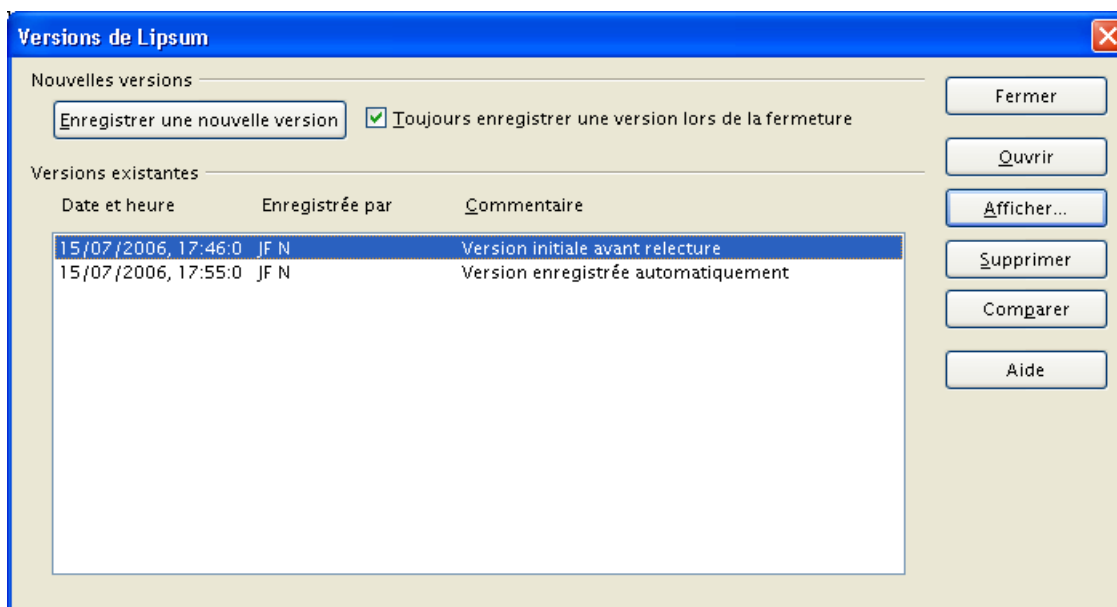 Versions de Lipsum
Nouvelles versions
Fermer
Enregistrer une nouvelle version
Toujours enregistrer une version lors de la fermeture
Ouvrir
Versions existantes
Date et heure Enregistrée par Commentaire
Afficher...
15/07/2006, 17:46:0 JF N Version initiale avant relecture
15/07/2006, 17:55:0 JF N Version enregistrée automatiquement
Supprimer
Comparer
Aide